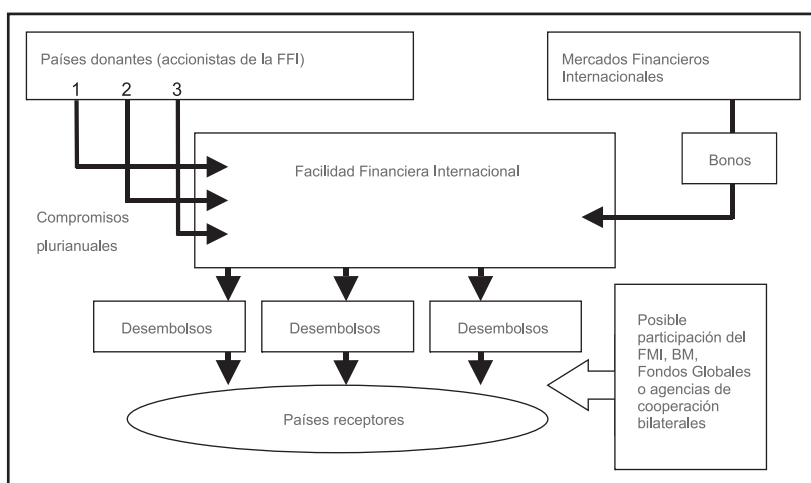 Países donantes (accionistas de la FFI)
1 2 3
Mercados Financieros
Internacionales
Bonos
Facilidad Financiera Internacional
Compromisos
plurianuales
Desembolsos
Desembolsos
Desembolsos
Posible
participación del
FMI, BM,
Fondos Globales
o agencias de
cooperación
bilaterales
Países receptores